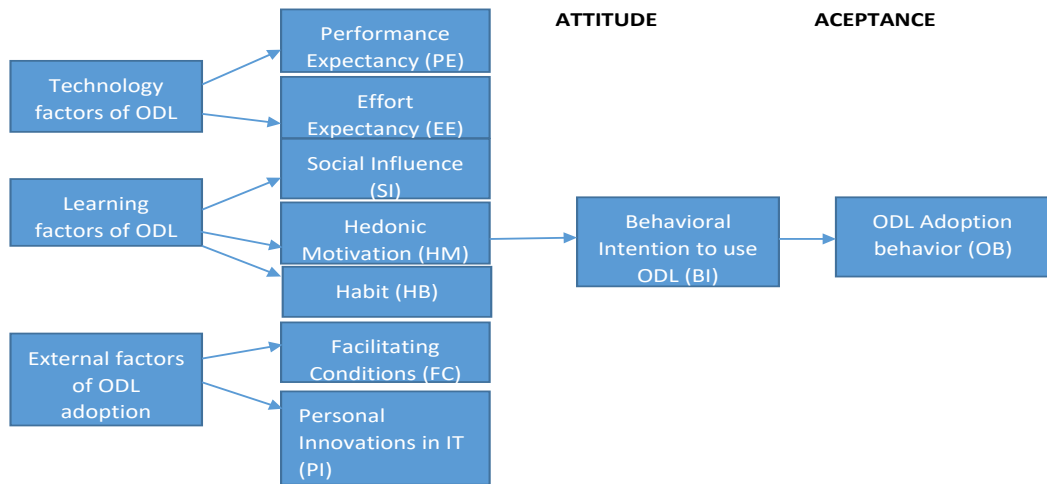 ATTITUDE
ACEPTANCE
Technology
factors of ODL
Learning
factors of ODL
External factors
of ODL
adoption
Performance
Expectancy (PE)
Effort
Expectancy (EE)
Social Influence
(SI)
Hedonic
Motivation (HM)
Habit (HB)
Facilitating
Conditions (FC)
Personal
Innovations in IT
(PI)
Behavioral
Intention to use
ODL (BI)
ODL Adoption
behavior (OB)